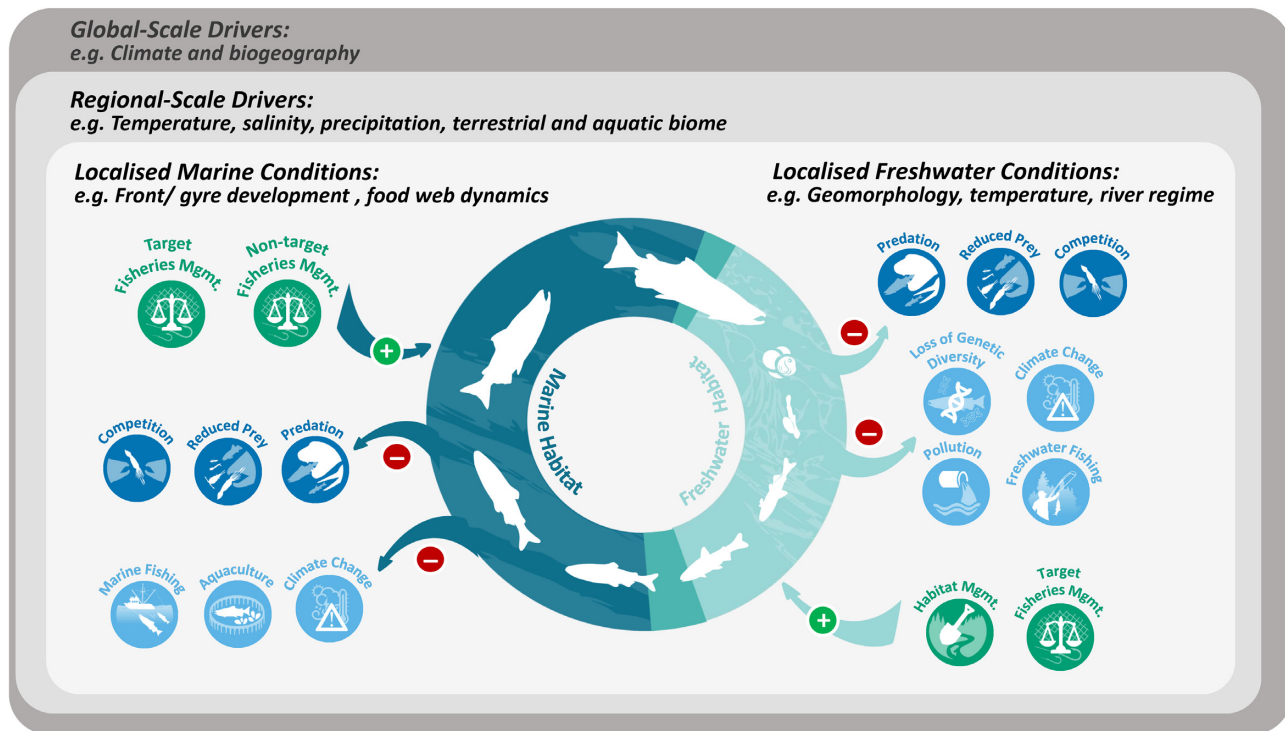 Global-Scale Drivers:
e.g. Climate and biogeography
Regional-Scale Drivers:
e.g. Temperature, salinity, precipitation, terrestrial and aquatic biome
Localised Marine Conditions:
e.g. Front/ gyre development , food web dynamics
Localised Freshwater Conditions:
e.g. Geomorphology, temperature, river regime
Target
Fisheries Mgmt.
Non-target
Fisheries Mgmt.
+
Competition
Reduced Prey
Predation
−
Marine Fishing
Aquaculture
Climate Change
−
Marine Habitat
Freshwater Habitat
Predation
Reduced Prey
Competition
−
Loss of Genetic
Diversity
Climate Change
−
Pollution
Freshwater Fishing
+
Habitat Mgmt.
Target
Fisheries Mgmt.